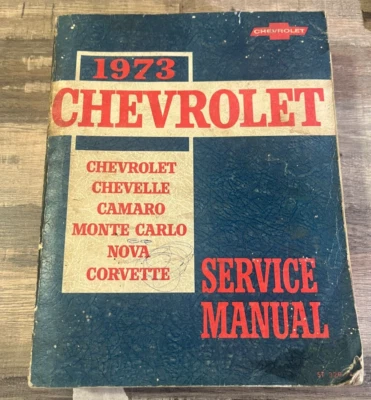 CHEVROLET
1973
CHEVROLET
CHEVROLET
CHEVELLE
CAMARO
MONTE CARLO
NOVA
CORVETTE
SERVICE
MANUAL